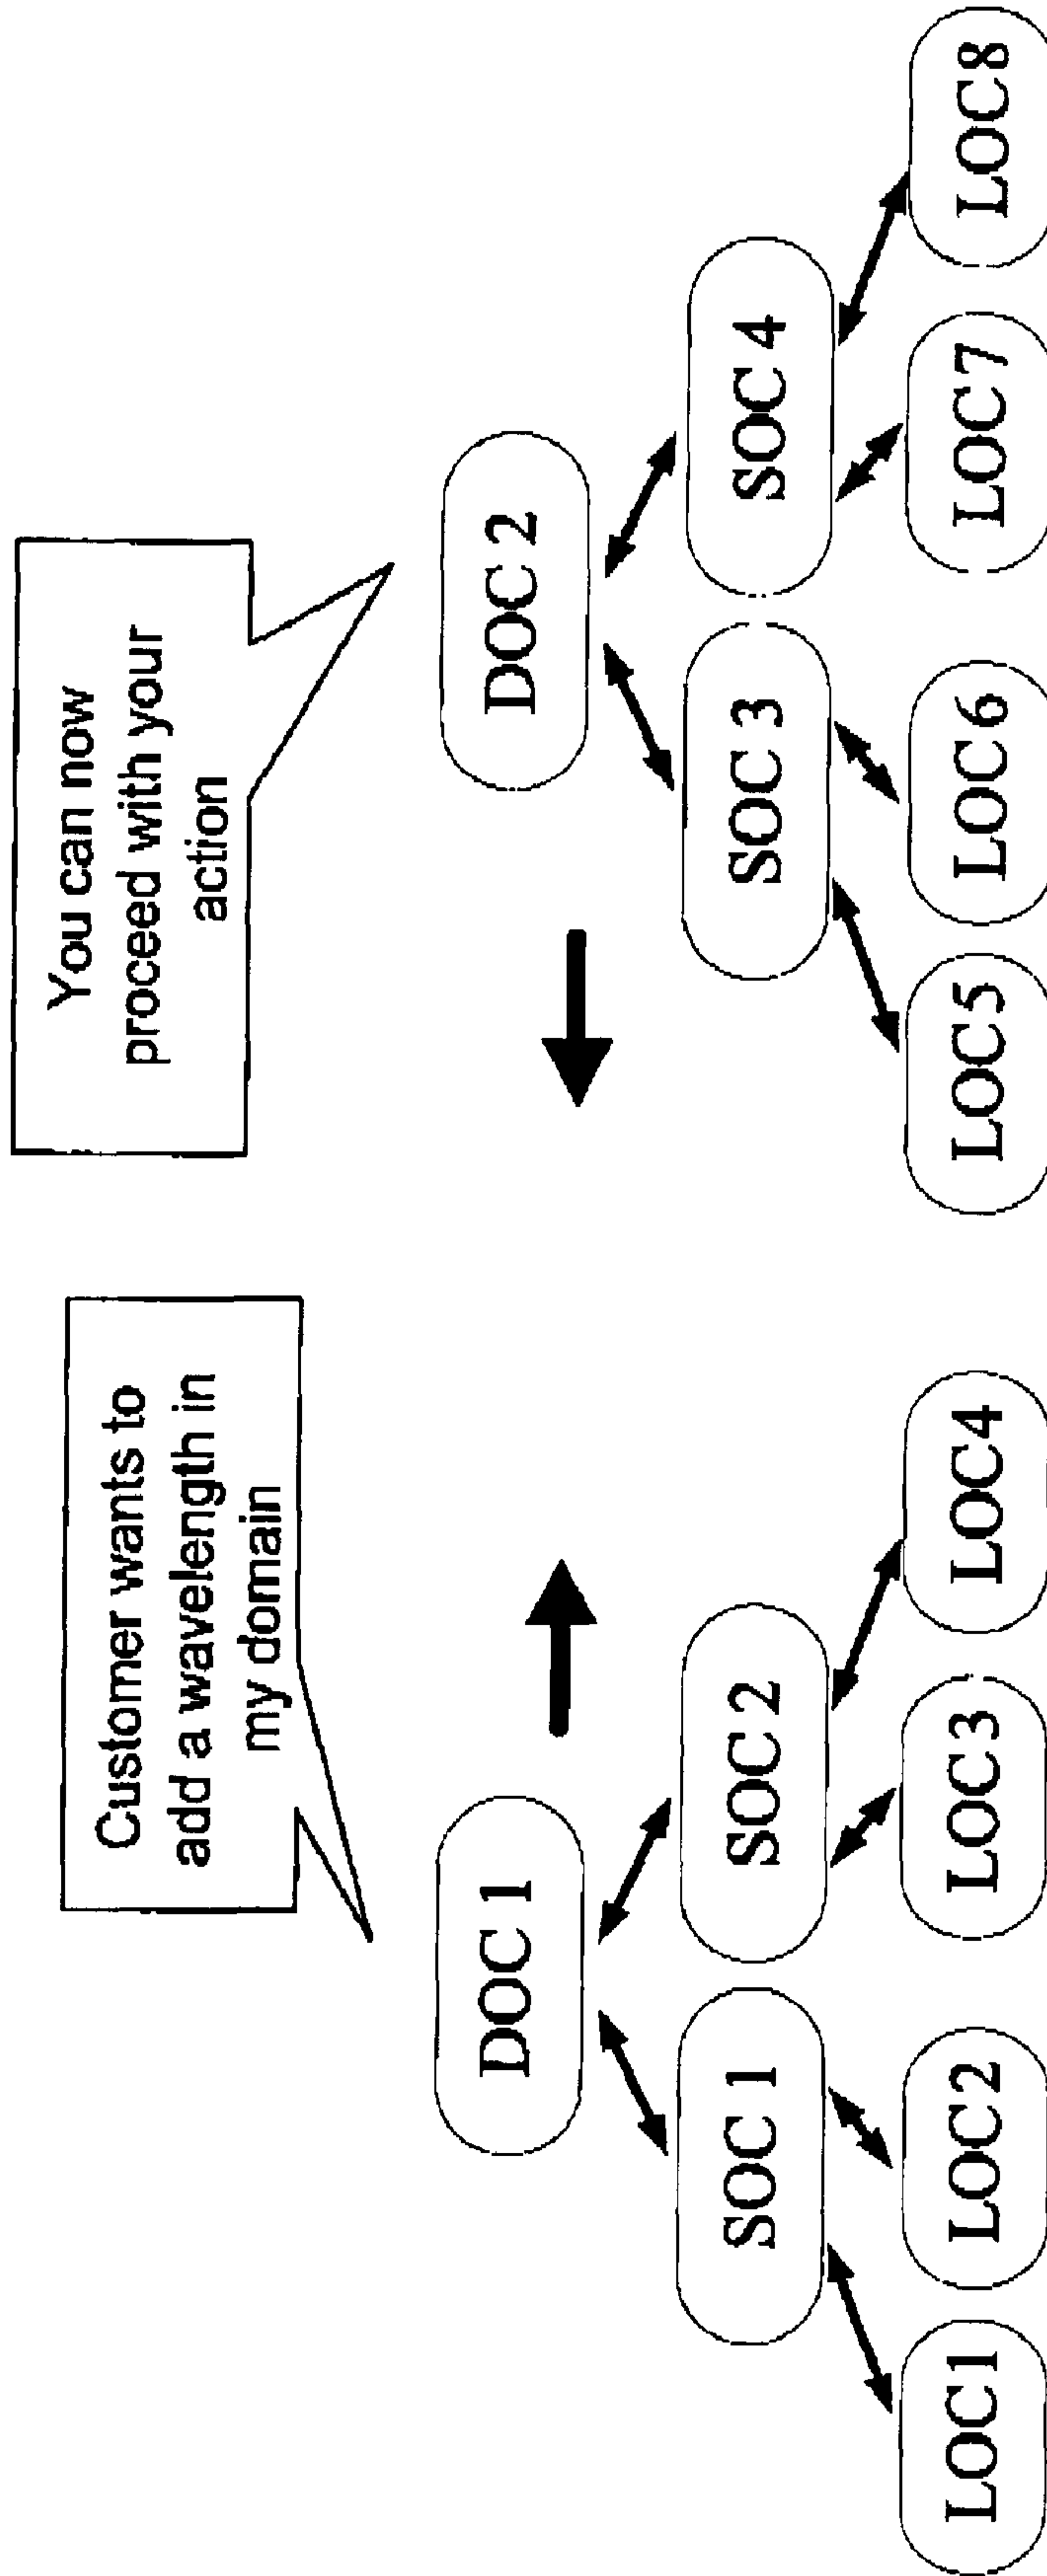 Customer wants to
add a wavelength in
my domain
You can now
proceed with your
action
DOC 1
DOC 2
SOC 1
SOC 2
SOC 3
SOC 4
LOC1
LOC2
LOC3
LOC4
LOC5
LOC6
LOC7
LOC8